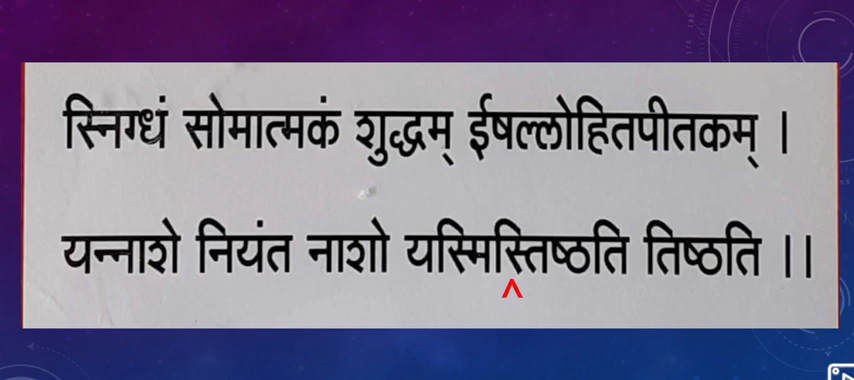 स्निग्धं सोमात्मकं शुद्धम् ईषल्लोहितपीतकम् ।
यन्नाशे नियंत नाशो यस्मिस्तिष्ठति तिष्ठति ।।
^